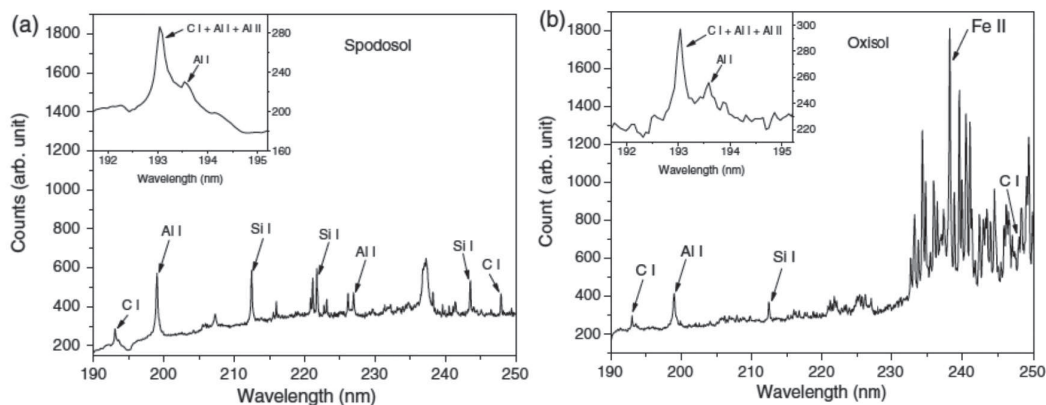 (a)
Counts (arb. unit)
1800
1600
1400
1200
1000
800
600
400
200
190 200 210 220 230 240 250
Wavelength (nm)
Spodosol
C I + Al I + Al II
Al I
280
240
200
160
192 193 194 195
Wavelength (nm)
C I
Al I
Si I
Si I
Al I
Si I
C I
(b)
Count ( arb. unit)
1800
1600
1400
1200
1000
800
600
400
200
190 200 210 220 230 240 250
Wavelength (nm)
Oxisol
C I + Al I + Al II
Al I
300
280
260
240
220
192 193 194 195
Wavelength (nm)
Fe II
C I
Al I
Si I
C I